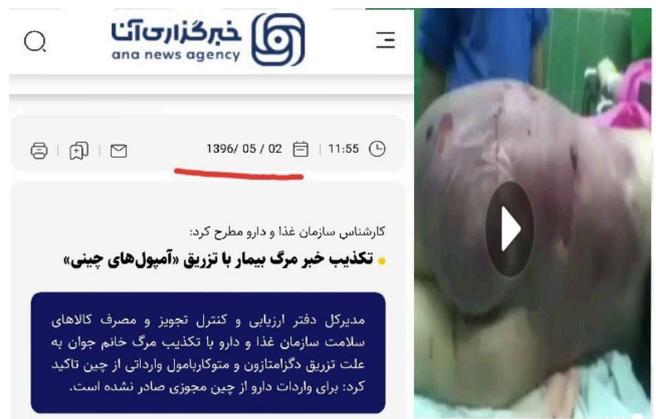 خبرگزاری آنا
ana news agency
11:55 | 1396/ 05 / 02
کارشناس سازمان غذا و دارو مطرح کرد:
تکذیب خبر مرگ بیمار با تزریق «آمپول‌های چینی»
مدیرکل دفتر ارزیابی و کنترل تجویز و مصرف کالاهای
سلامت سازمان غذا و دارو با تکذیب مرگ خانم جوان به
علت تزریق دگزامتازون و متوکاربامول وارداتی از چین تاکید
کرد: برای واردات دارو از چین مجوزی صادر نشده است.